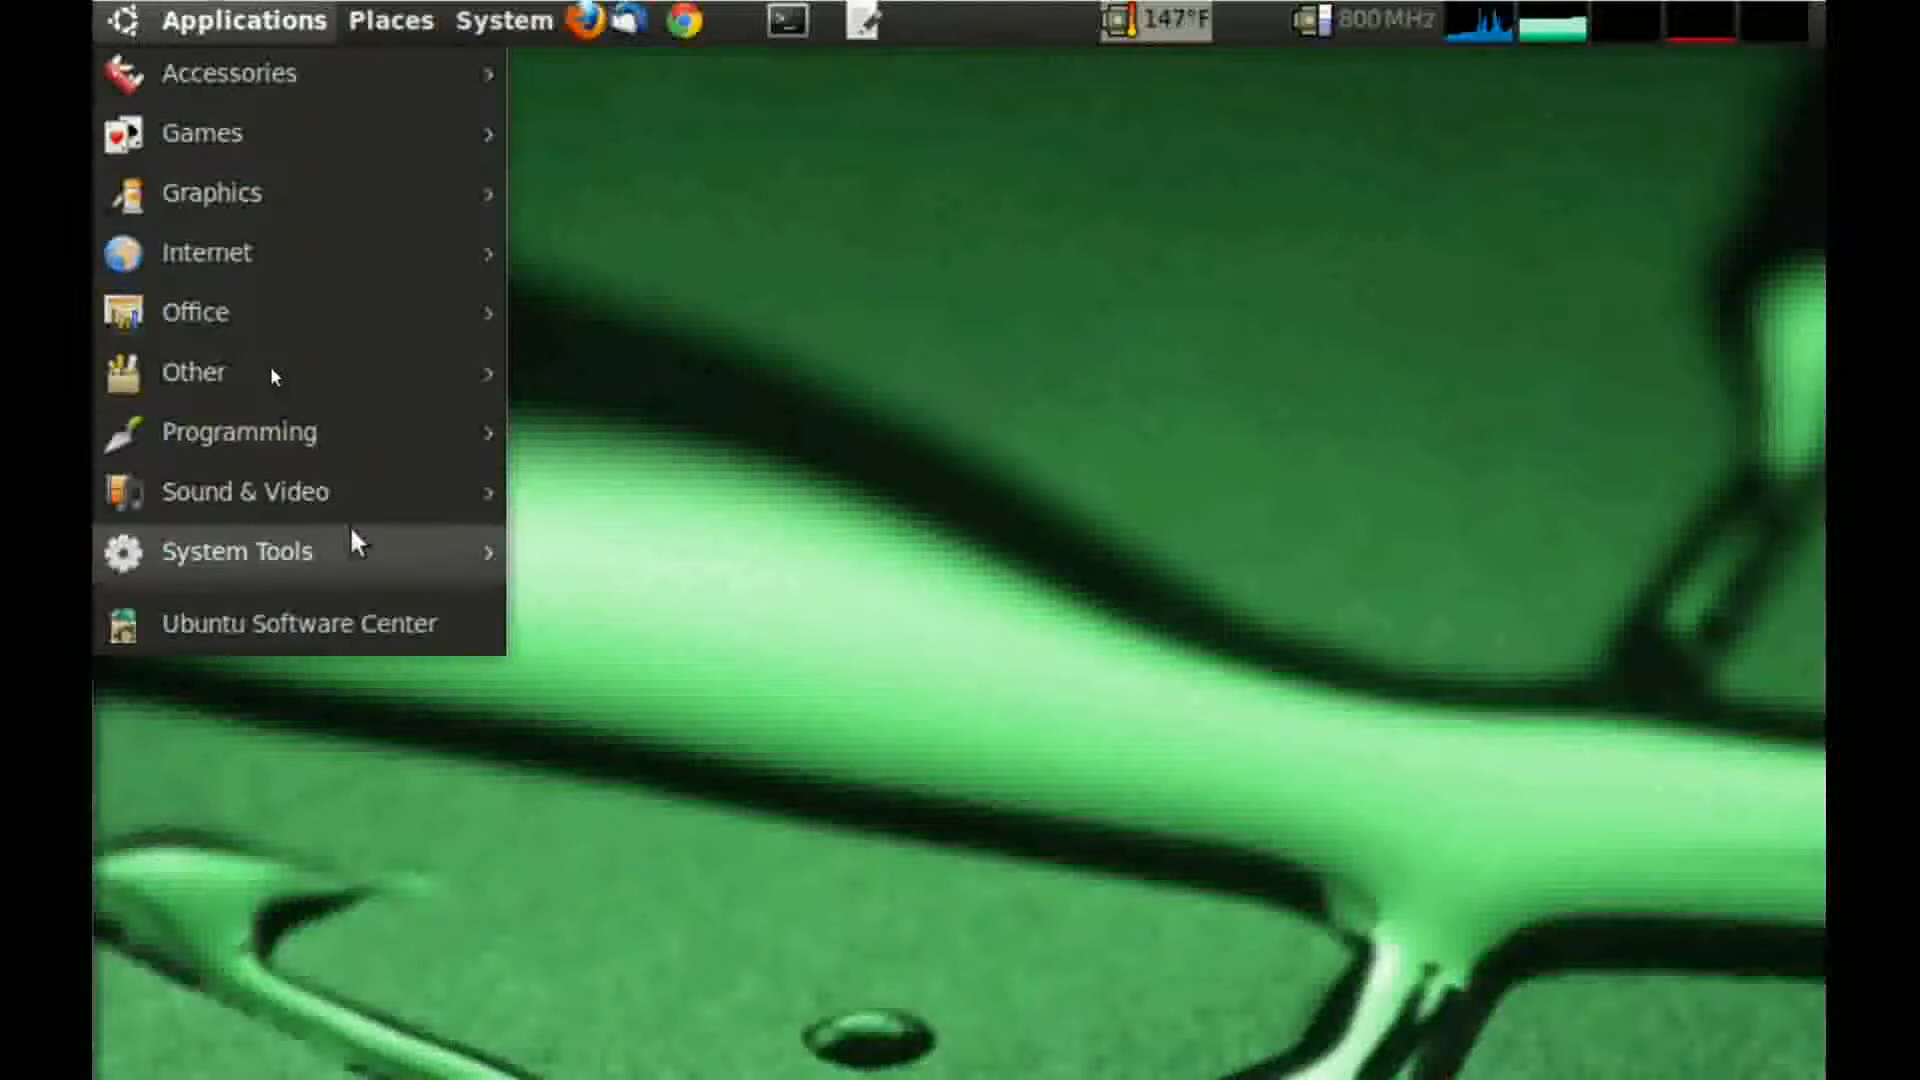 Applications Places System 147°F 800 MHz
Accessories
Games
Graphics
Internet
Office
Other
Programming
Sound & Video
System Tools
Ubuntu Software Center